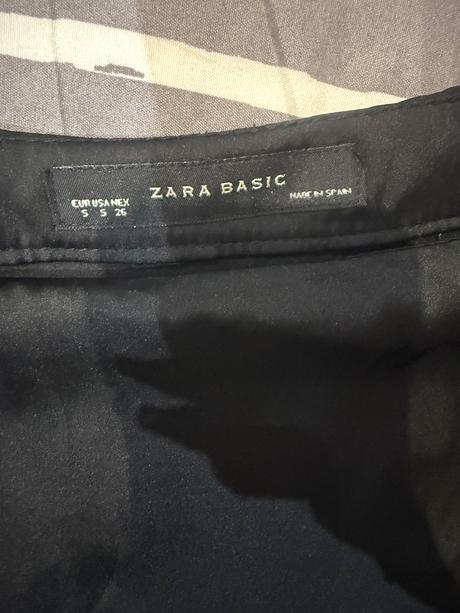 ZARA BASIC
EUR USA MEX
S S 26
MADE IN SPAIN